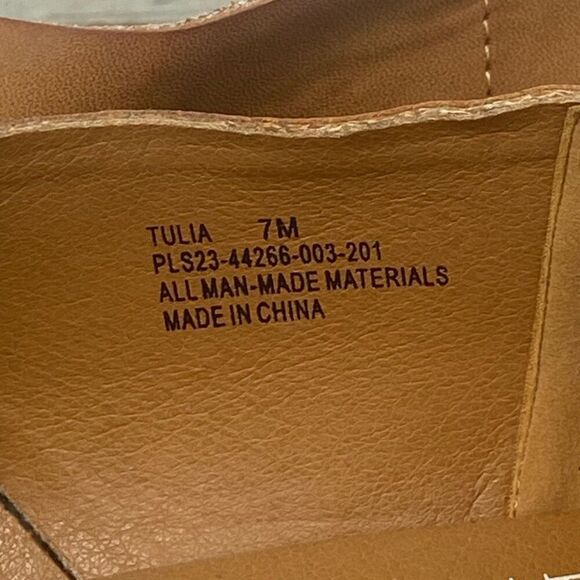 TULIA 7M
PLS23-44266-003-201
ALL MAN-MADE MATERIALS
MADE IN CHINA